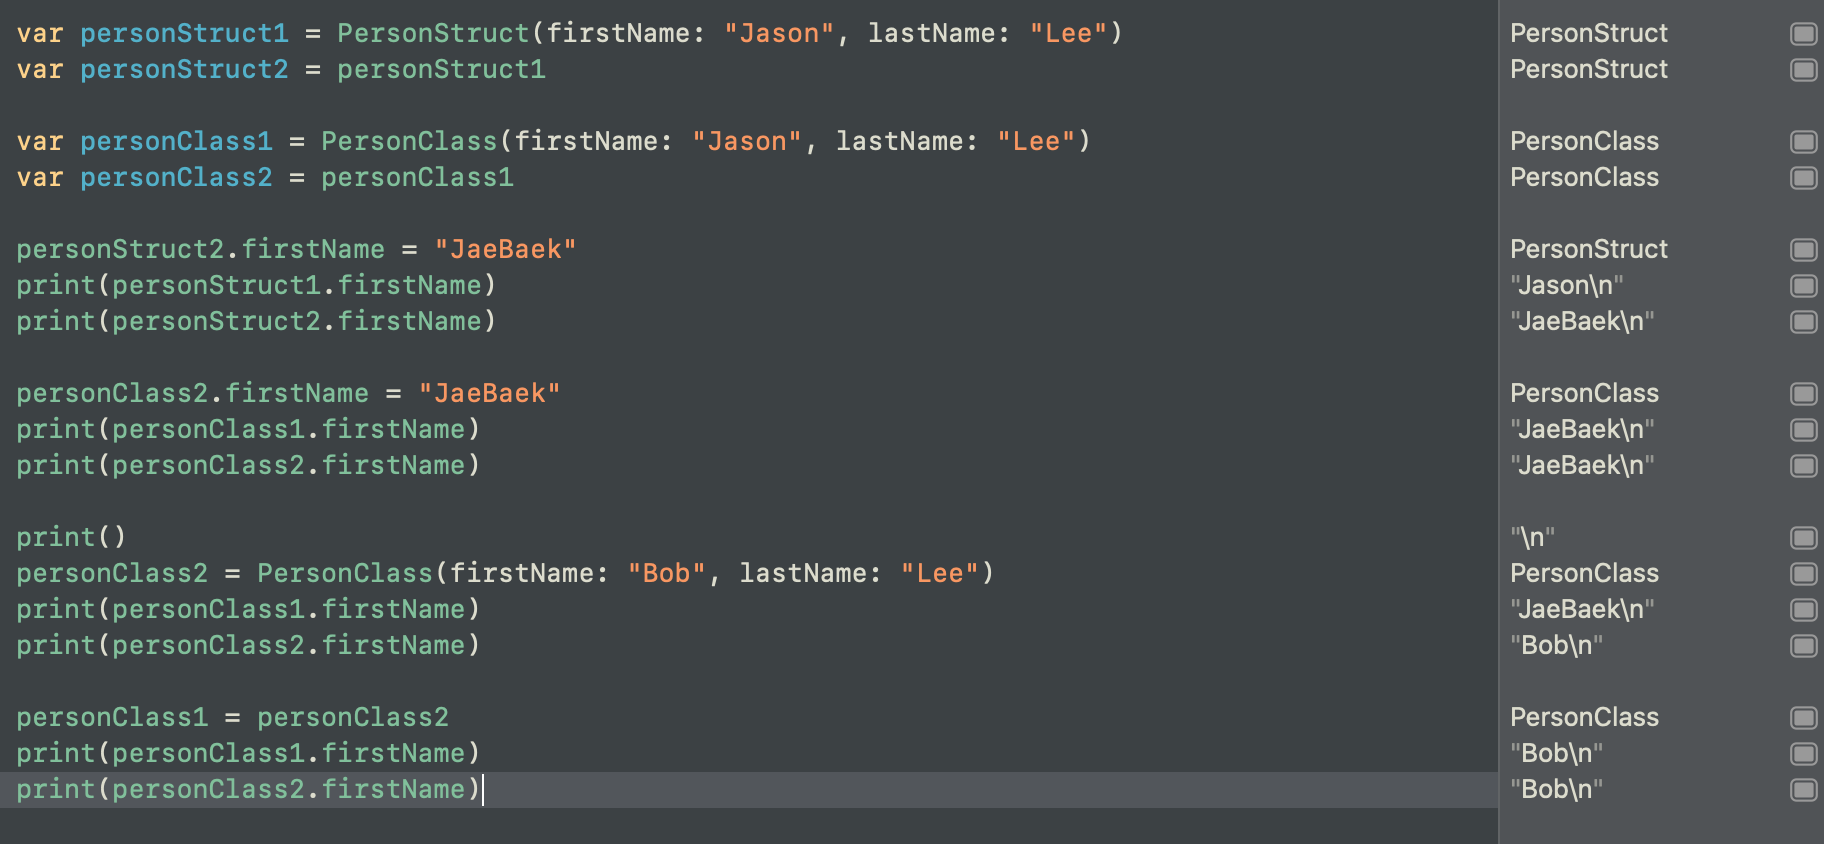 var personStruct1 = PersonStruct(firstName: "Jason", lastName: "Lee") PersonStruct
var personStruct2 = personStruct1 PersonStruct
var personClass1 = PersonClass(firstName: "Jason", lastName: "Lee") PersonClass
var personClass2 = personClass1 PersonClass
personStruct2.firstName = "JaeBaek" PersonStruct
print(personStruct1.firstName) "Jason\n"
print(personStruct2.firstName) "JaeBaek\n"
personClass2.firstName = "JaeBaek" PersonClass
print(personClass1.firstName) "JaeBaek\n"
print(personClass2.firstName) "JaeBaek\n"
print() "\n"
personClass2 = PersonClass(firstName: "Bob", lastName: "Lee") PersonClass
print(personClass1.firstName) "JaeBaek\n"
print(personClass2.firstName) "Bob\n"
personClass1 = personClass2 PersonClass
print(personClass1.firstName) "Bob\n"
print(personClass2.firstName) "Bob\n"